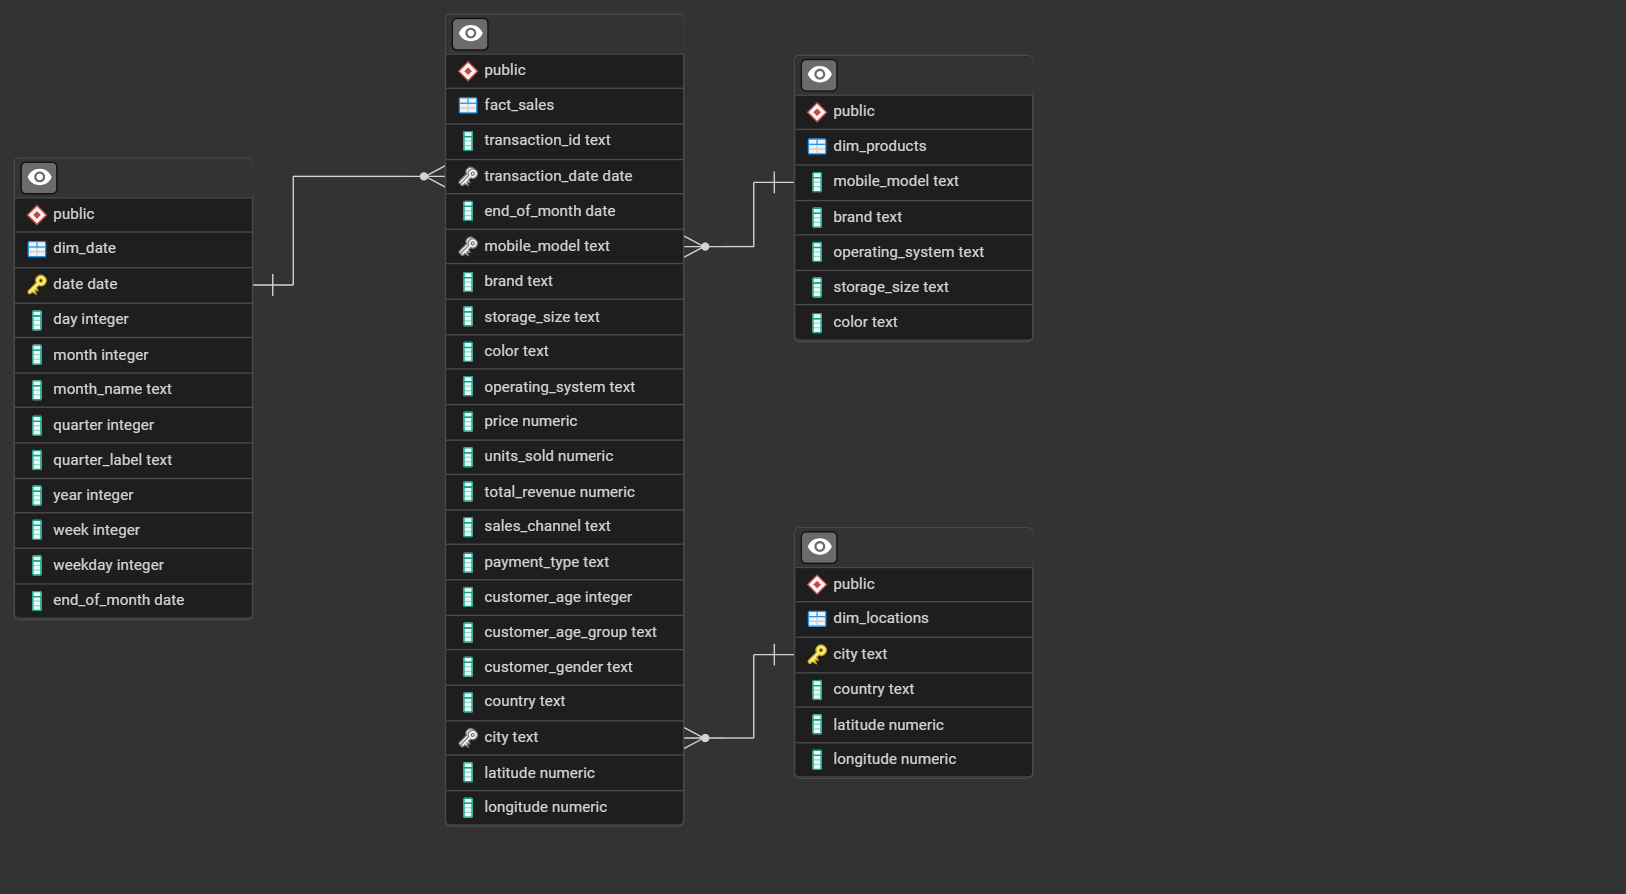 public
dim_date
date date
day integer
month integer
month_name text
quarter integer
quarter_label text
year integer
week integer
weekday integer
end_of_month date
public
fact_sales
transaction_id text
transaction_date date
end_of_month date
mobile_model text
brand text
storage_size text
color text
operating_system text
price numeric
units_sold numeric
total_revenue numeric
sales_channel text
payment_type text
customer_age integer
customer_age_group text
customer_gender text
country text
city text
latitude numeric
longitude numeric
public
dim_products
mobile_model text
brand text
operating_system text
storage_size text
color text
public
dim_locations
city text
country text
latitude numeric
longitude numeric